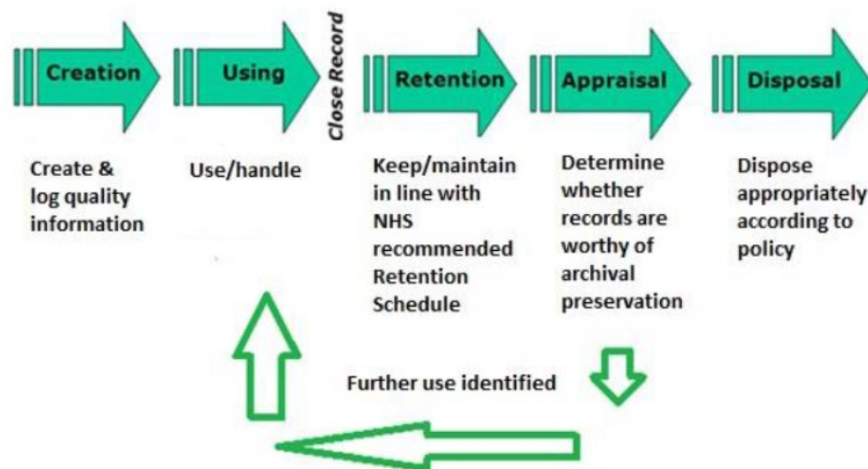 Creation
Using
Close Record
Retention
Appraisal
Disposal
Create &
log quality
information
Use/handle
Keep/maintain
in line with
NHS
recommended
Retention
Schedule
Determine
whether
records are
worthy of
archival
preservation
Dispose
appropriately
according to
policy
Further use identified